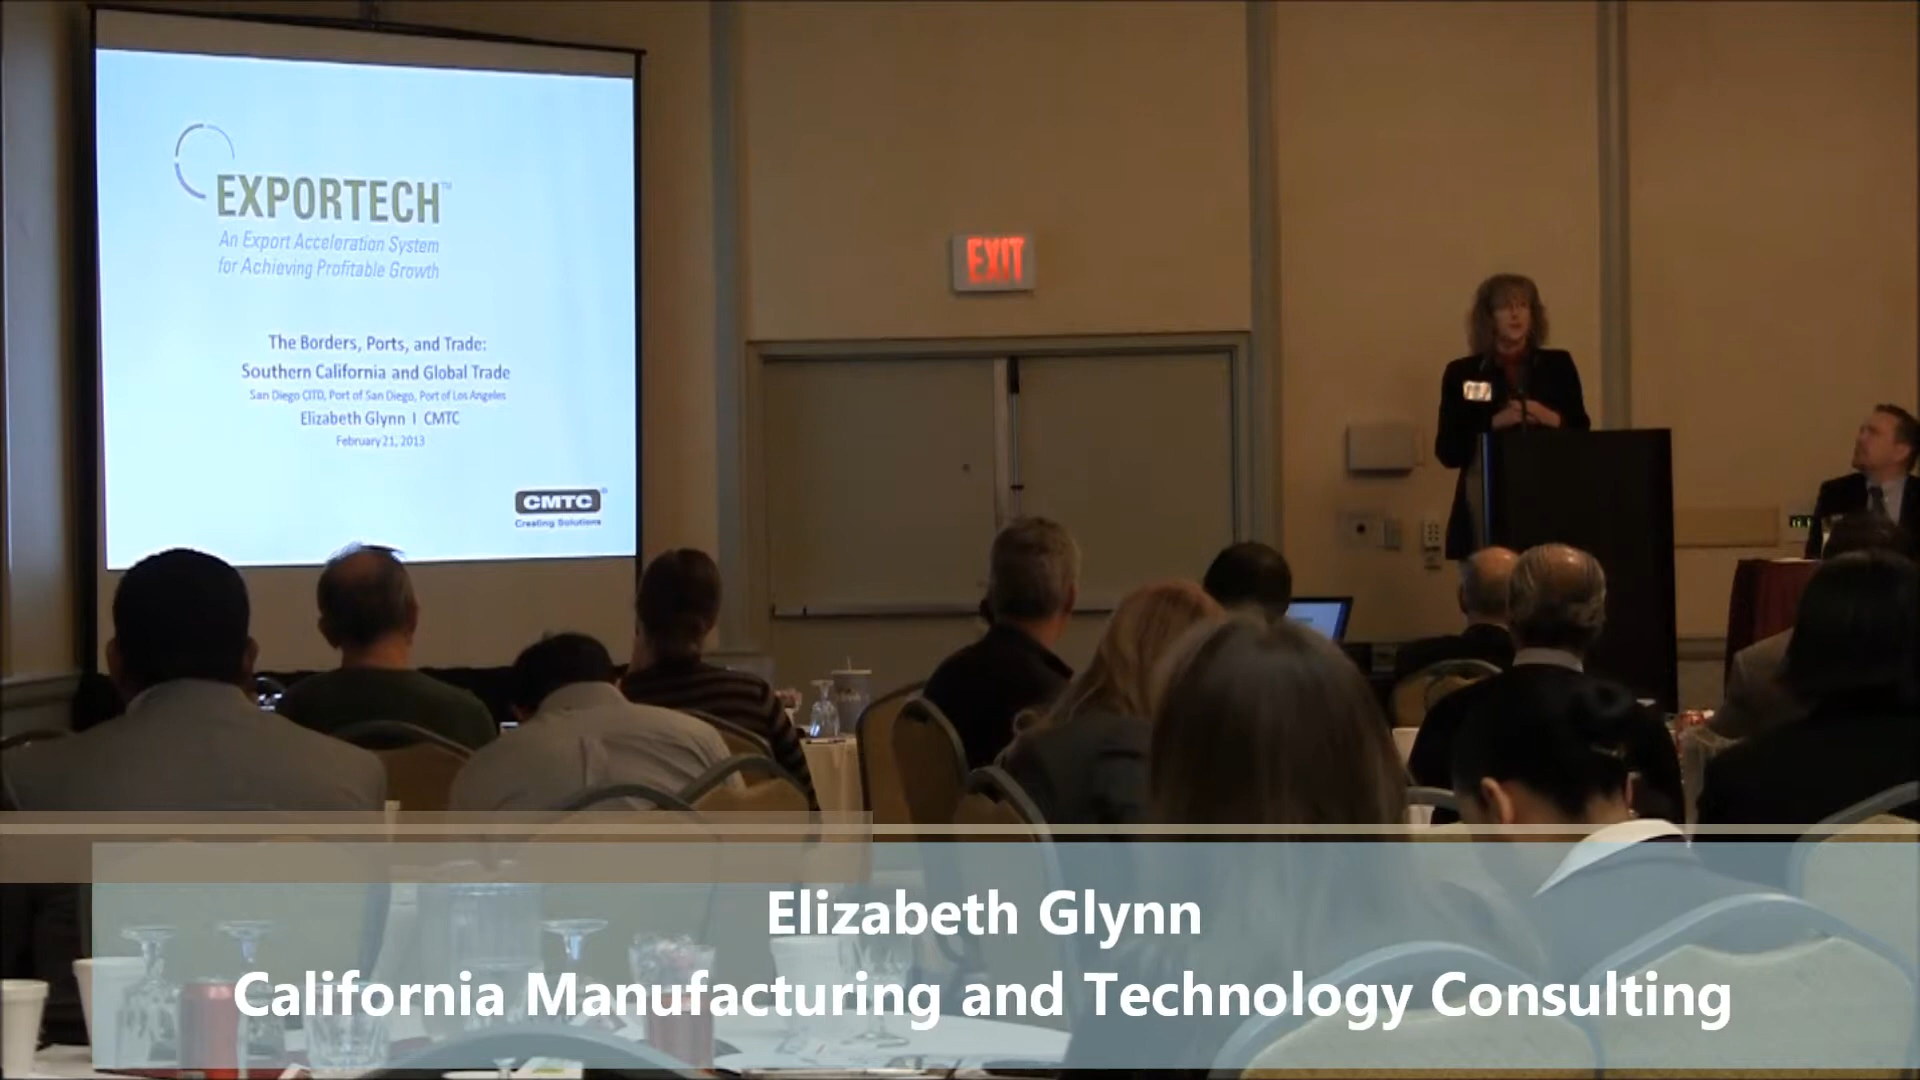 EXPORTECH™
An Export Acceleration System
for Achieving Profitable Growth
The Borders, Ports, and Trade:
Southern California and Global Trade
San Diego CITD, Port of San Diego, Port of Los Angeles
Elizabeth Glynn I CMTC
February 21, 2013
CMTC®
Creating Solutions
EXIT
Elizabeth Glynn
California Manufacturing and Technology Consulting